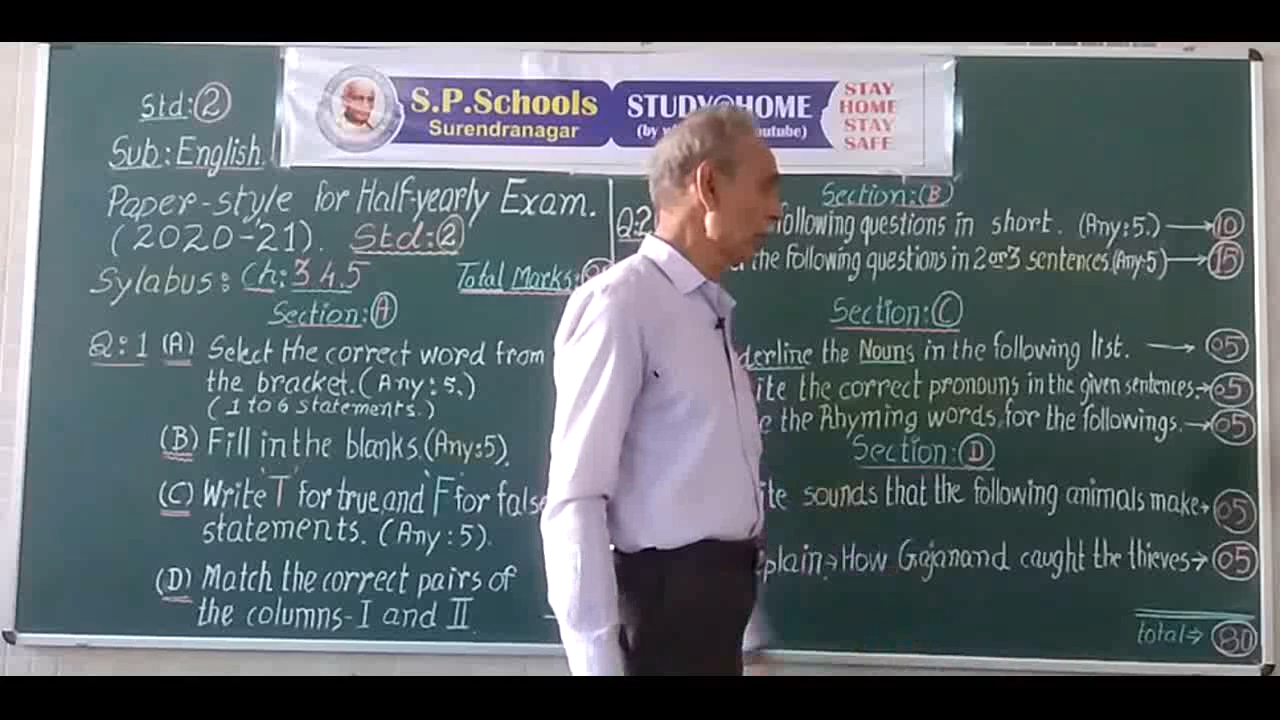 Std: 2
Sub: English.
S.P.Schools
Surendranagar
STUDY@HOME
(by
utube)
STAY
HOME
STAY
SAFE
Paper-style for Half-yearly Exam.
(2020-21). Std:2
Sylabus: Ch: 3 4.5 Total Marks:
Section: A
Q:1 (A) Select the correct word from
the bracket. (Any:5.)
(1 to 6 statements.)
(B) Fill in the blanks. (Any:5).
(C) Write 'T' for true and 'F' for false
statements. (Any:5).
(D) Match the correct pairs of
the columns-I and II
Section: B
Q:2 following questions in short. (Any:5.) → 10
the following questions in 2 or 3 sentences. (Any:5) → 15
Section: C
derline the Nouns in the following list. → 05
ite the correct pronouns in the given sentences. → 05
e the Rhyming words for the followings. → 05
Section: D
ite sounds that the following animals make → 05
plain → How Gajanand caught the thieves → 05
total → 80